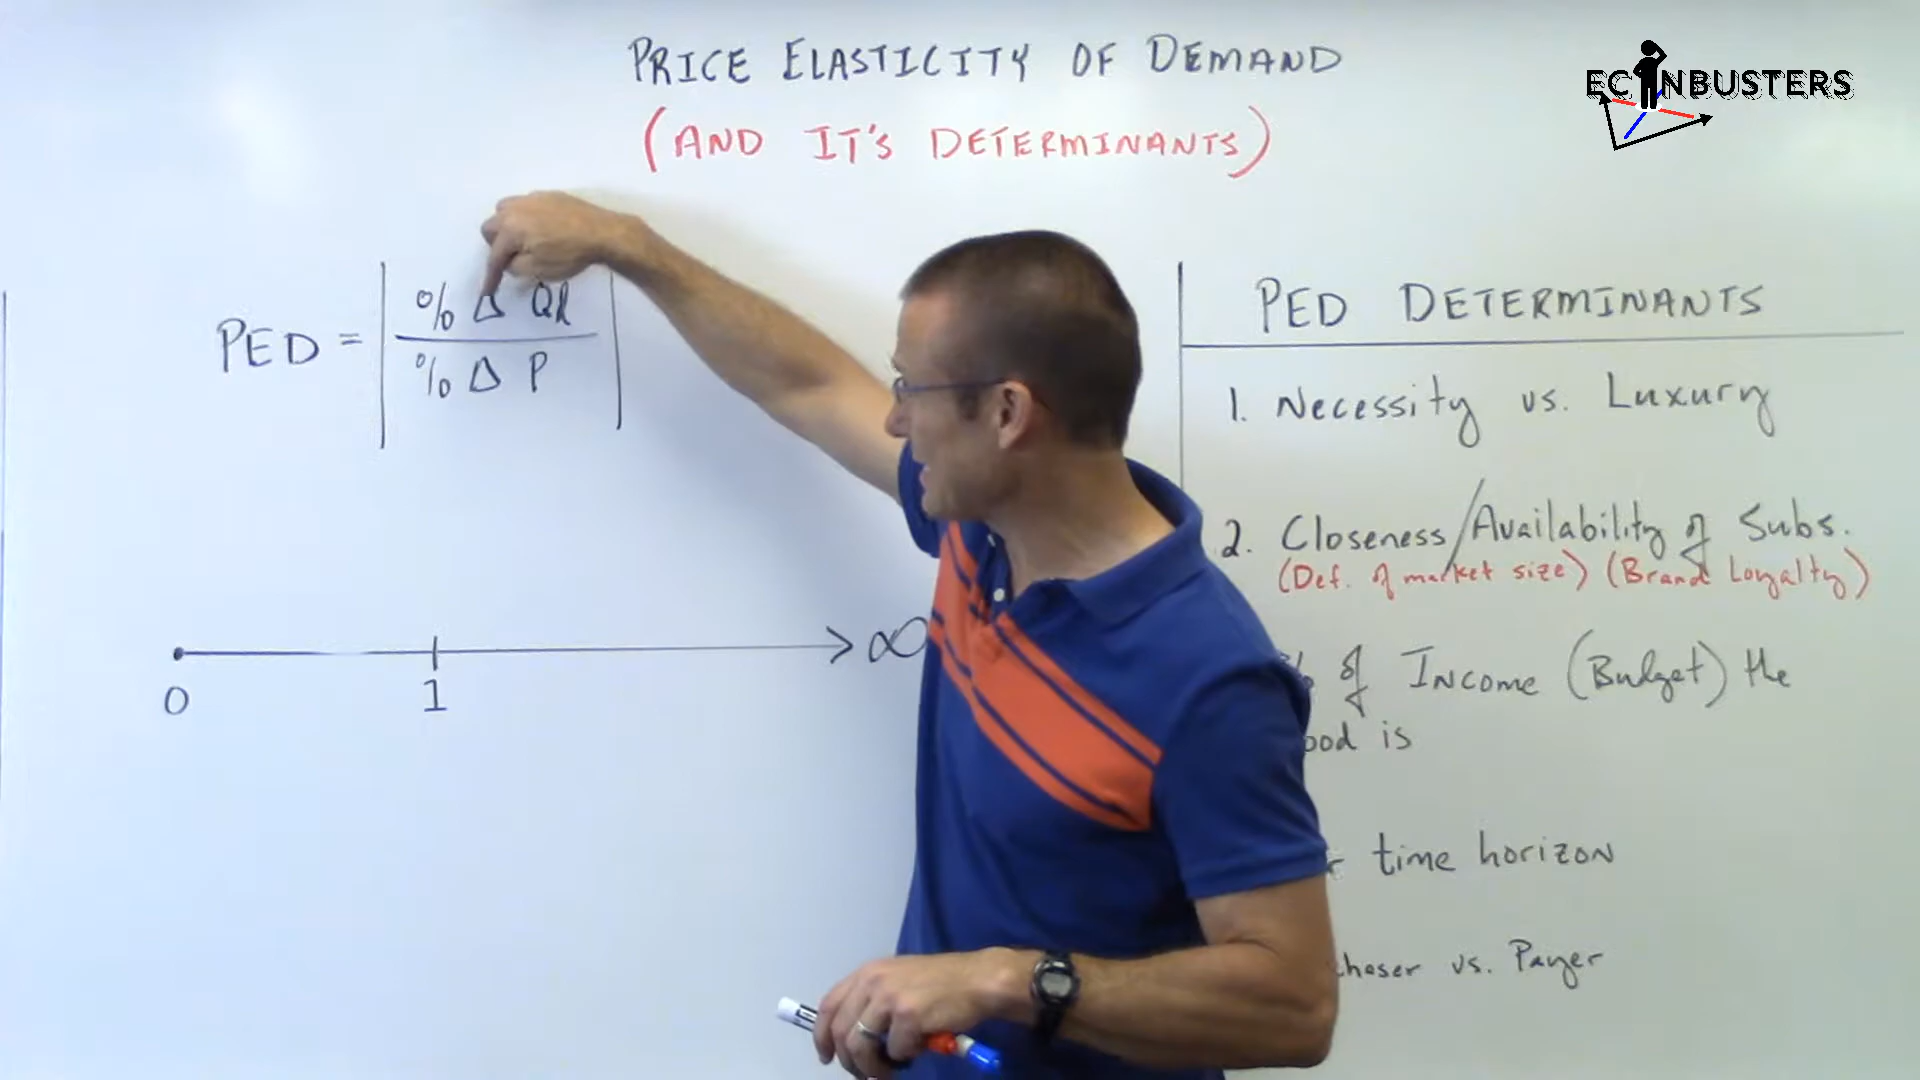 PRICE ELASTICITY OF DEMAND
(AND IT'S DETERMINANTS)
ECONBUSTERS
PED = | % Δ Qd |
% Δ P
0
1
∞
PED DETERMINANTS
1. Necessity vs. Luxury
2. Closeness/Availability of Subs.
(Def. of market size) (Brand Loyalty)
% of Income (Budget) the
ood is
time horizon
chaser vs. Payer